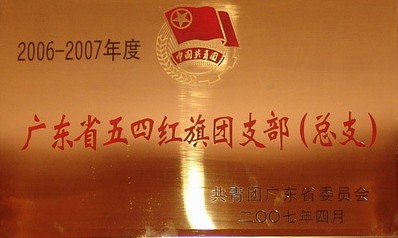 2006-2007年度
中国共青团
广东省五四红旗团支部(总支)
共青团广东省委员会
二〇〇七年四月